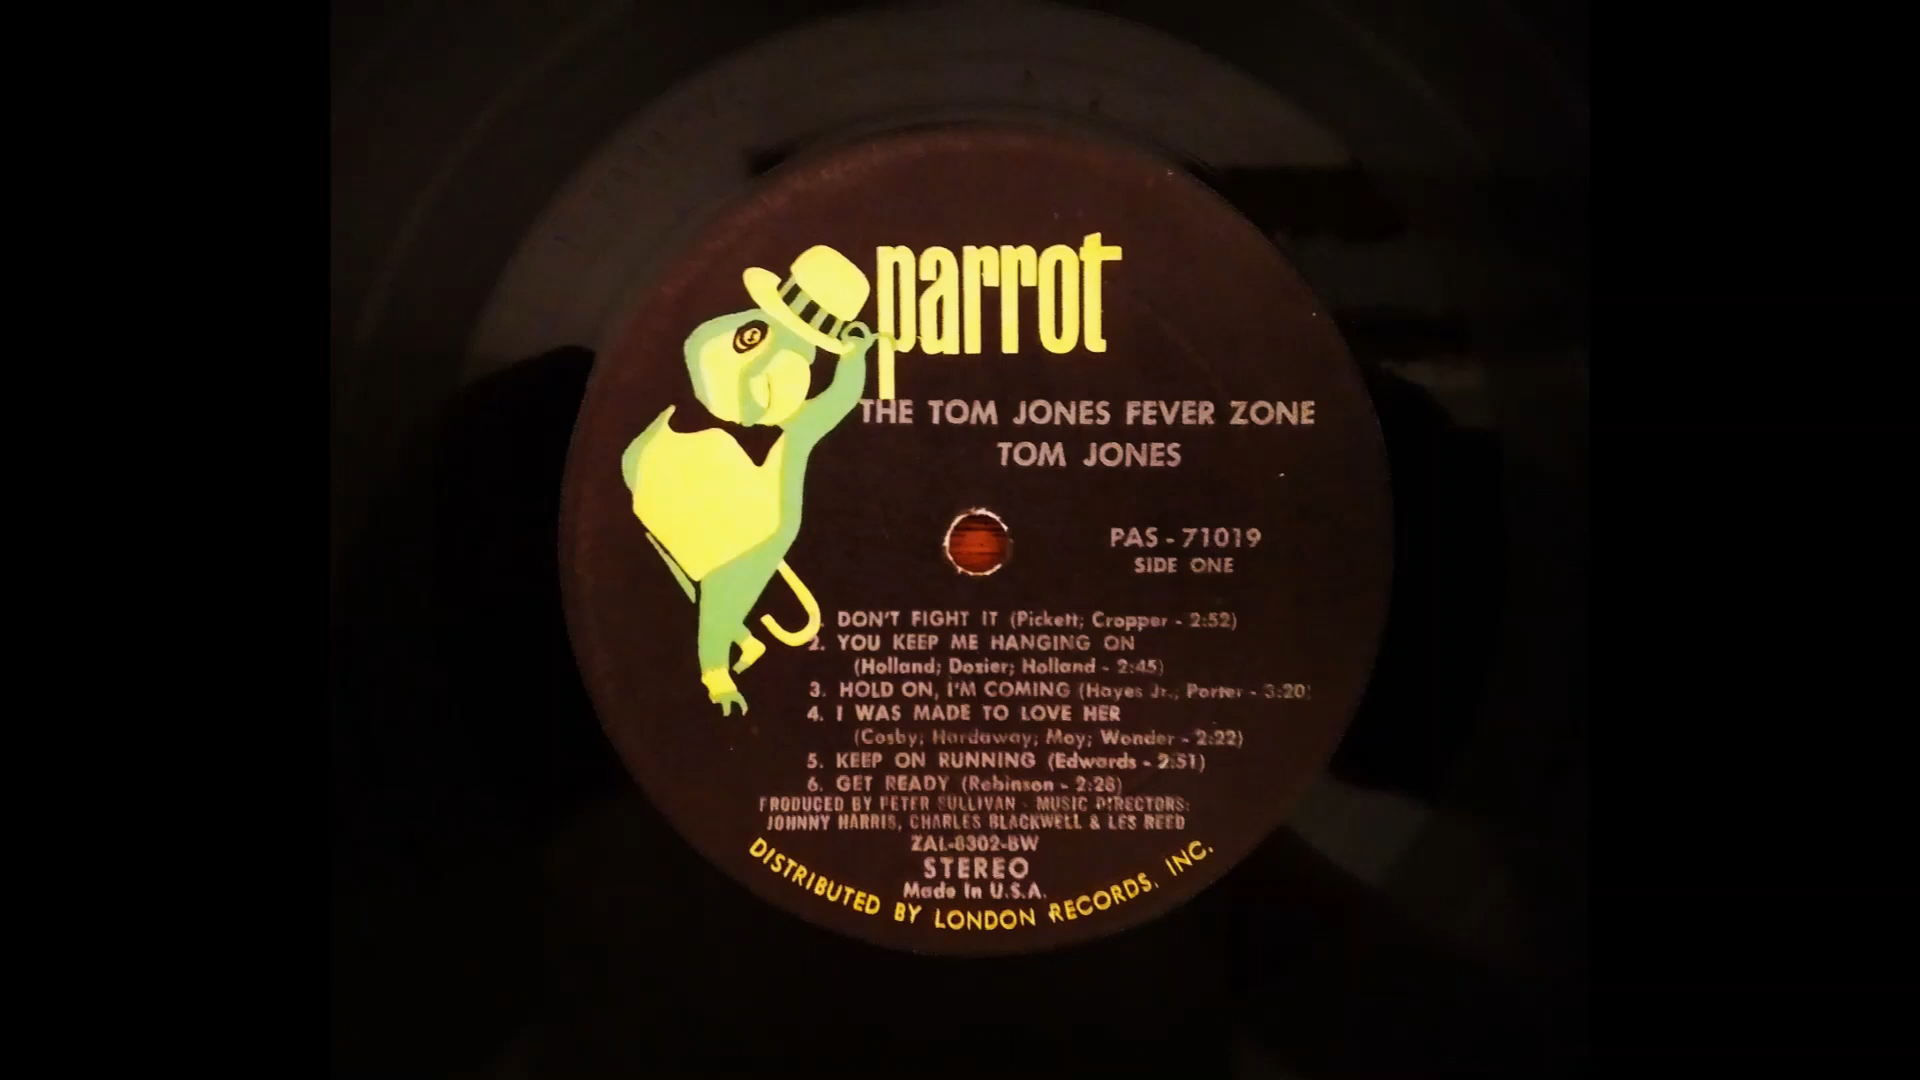 parrot
THE TOM JONES FEVER ZONE
TOM JONES
PAS - 71019
SIDE ONE
1. DON'T FIGHT IT (Pickett; Cropper - 2:52)
2. YOU KEEP ME HANGING ON
(Holland; Dozier; Holland - 2:45)
3. HOLD ON, I'M COMING (Hayes Jr.; Porter - 3:20)
4. I WAS MADE TO LOVE HER
(Cosby; Hardaway; Moy; Wonder - 2:22)
5. KEEP ON RUNNING (Edwards - 2:51)
6. GET READY (Robinson - 2:28)
PRODUCED BY PETER SULLIVAN - MUSIC DIRECTORS:
JOHNNY HARRIS, CHARLES BLACKWELL & LES REED
ZAL-8302-BW
STEREO
Made In U.S.A.
DISTRIBUTED BY LONDON RECORDS, INC.